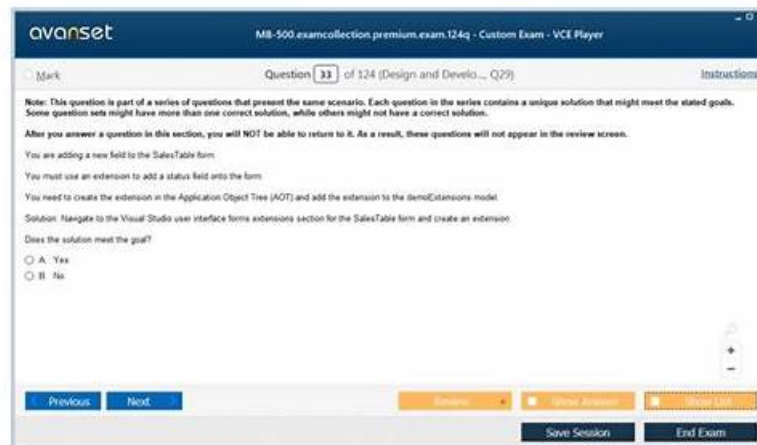 avanset
MB-500.examcollection.premium.exam.124q - Custom Exam - VCE Player
Mark
Question 33 of 124 (Design and Develo..., Q29)
Instructions
Note: This question is part of a series of questions that present the same scenario. Each question in the series contains a unique solution that might meet the stated goals.
Some question sets might have more than one correct solution, while others might not have a correct solution.
After you answer a question in this section, you will NOT be able to return to it. As a result, these questions will not appear in the review screen.
You are adding a new field to the SalesTable form.
You must use an extension to add a status field onto the form.
You need to create the extension in the Application Object Tree (AOT) and add the extension to the demoExtensions model.
Solution: Navigate to the Visual Studio user interface forms extensions section for the SalesTable form and create an extension.
Does the solution meet the goal?
A. Yes
B. No
Previous
Next
Review
Show Answer
Show List
Save Session
End Exam